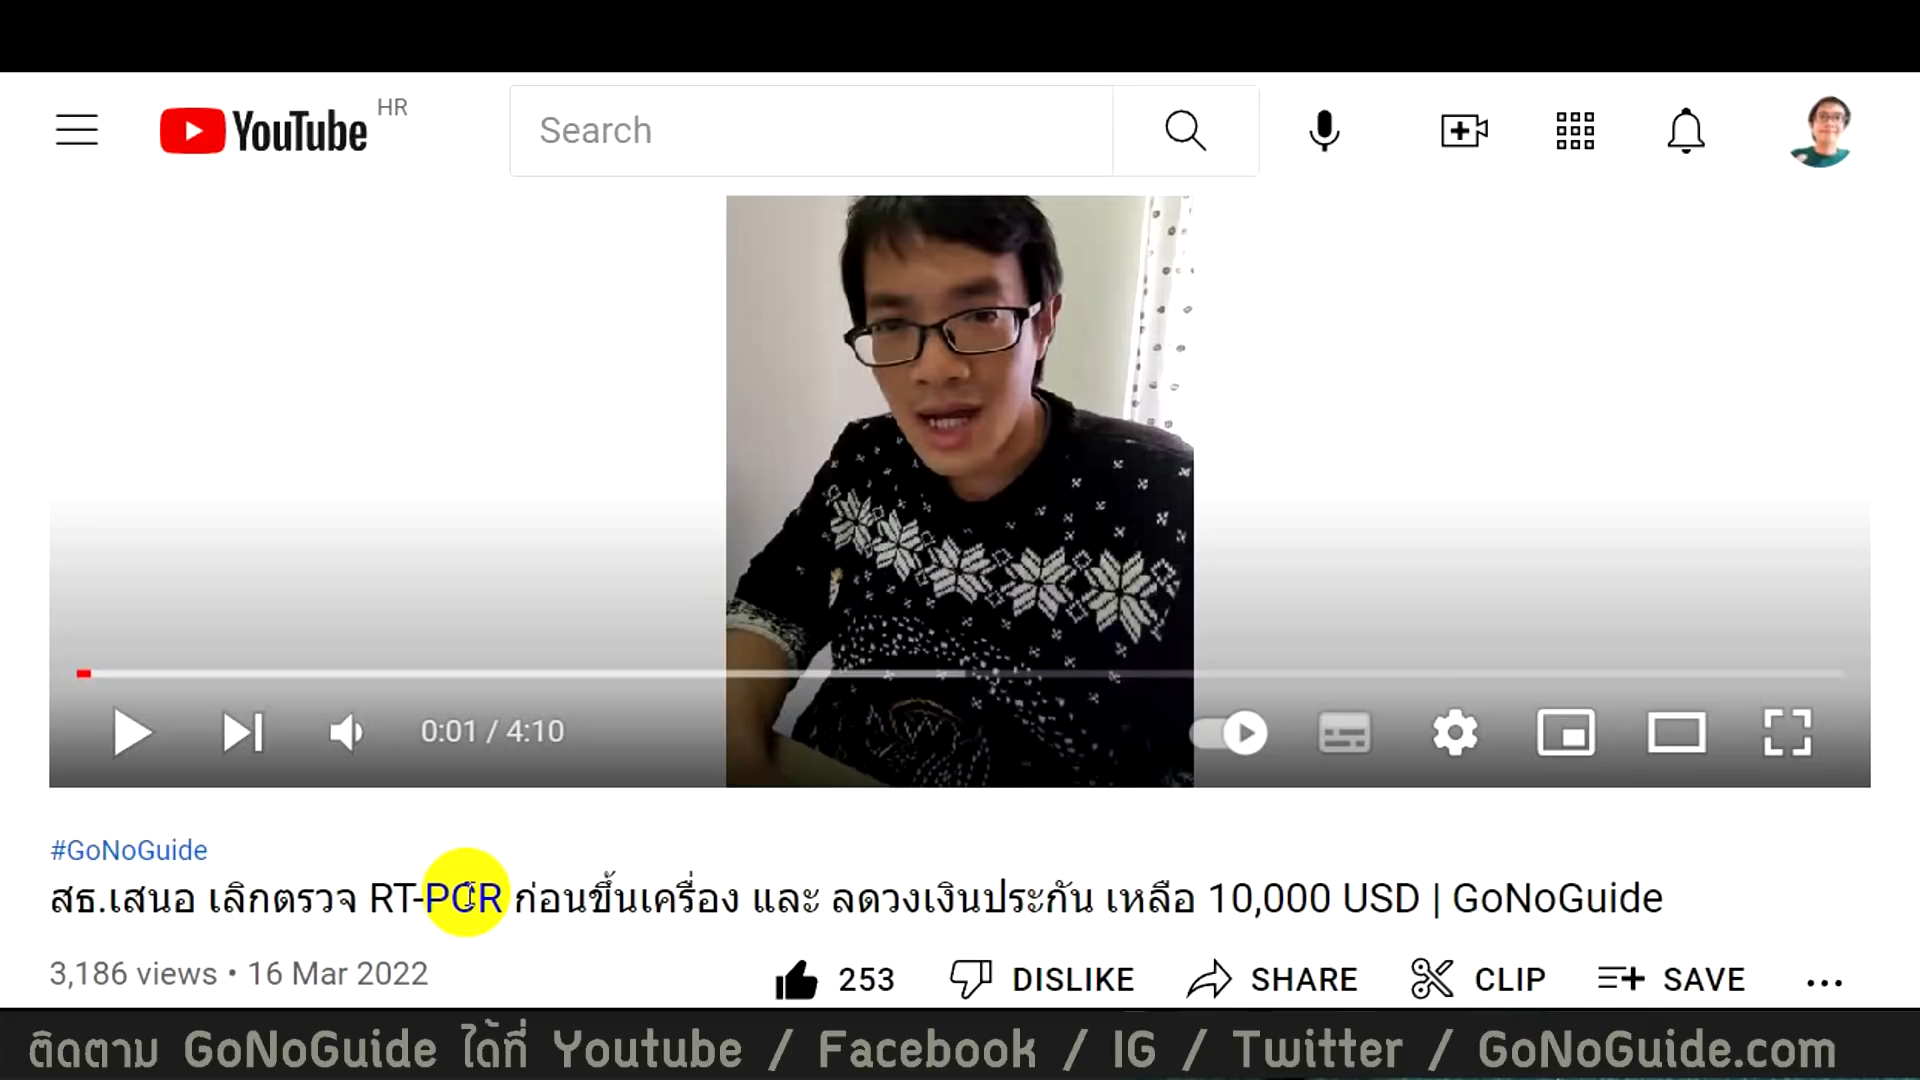 YouTube HR
Search
0:01 / 4:10
#GoNoGuide
สธ.เสนอ เลิกตรวจ RT-PCR ก่อนขึ้นเครื่อง และ ลดวงเงินประกัน เหลือ 10,000 USD | GoNoGuide
3,186 views • 16 Mar 2022
253 DISLIKE SHARE CLIP SAVE ...
ติดตาม GoNoGuide ได้ที่ Youtube / Facebook / IG / Twitter / GoNoGuide.com